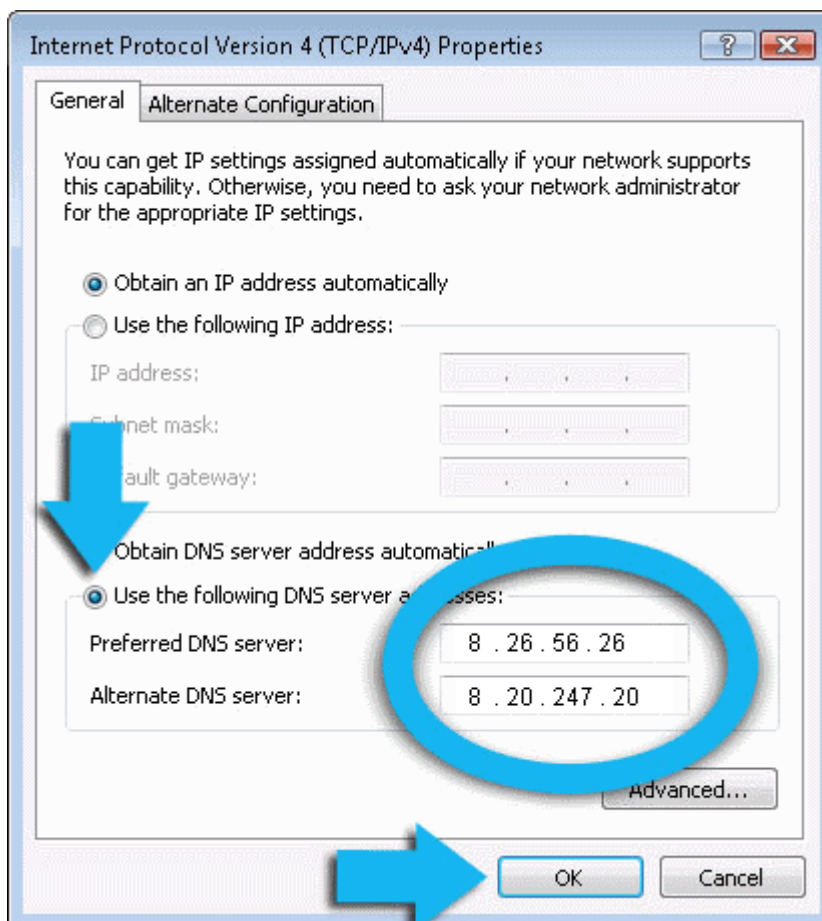 Internet Protocol Version 4 (TCP/IPv4) Properties
General
Alternate Configuration
You can get IP settings assigned automatically if your network supports
this capability. Otherwise, you need to ask your network administrator
for the appropriate IP settings.
Obtain an IP address automatically
Use the following IP address:
IP address:
mask:
gateway:
Obtain DNS server address automatically
Use the following DNS server addresses:
Preferred DNS server:
8 . 26 . 56 . 26
Alternate DNS server:
8 . 20 . 247 . 20
Advanced...
OK
Cancel